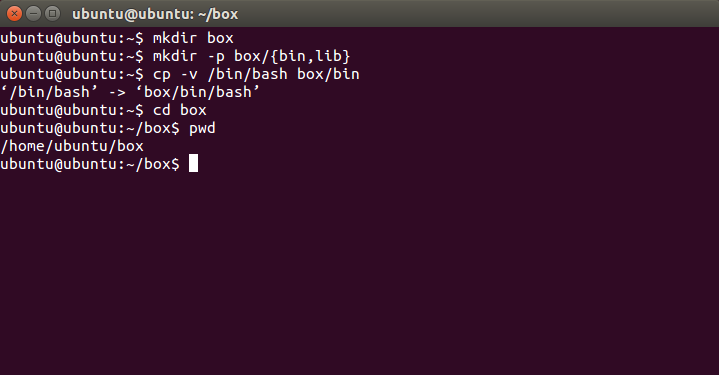 ubuntu@ubuntu: ~/box
ubuntu@ubuntu:~$ mkdir box
ubuntu@ubuntu:~$ mkdir -p box/{bin,lib}
ubuntu@ubuntu:~$ cp -v /bin/bash box/bin
‘/bin/bash’ -> ‘box/bin/bash’
ubuntu@ubuntu:~$ cd box
ubuntu@ubuntu:~/box$ pwd
/home/ubuntu/box
ubuntu@ubuntu:~/box$